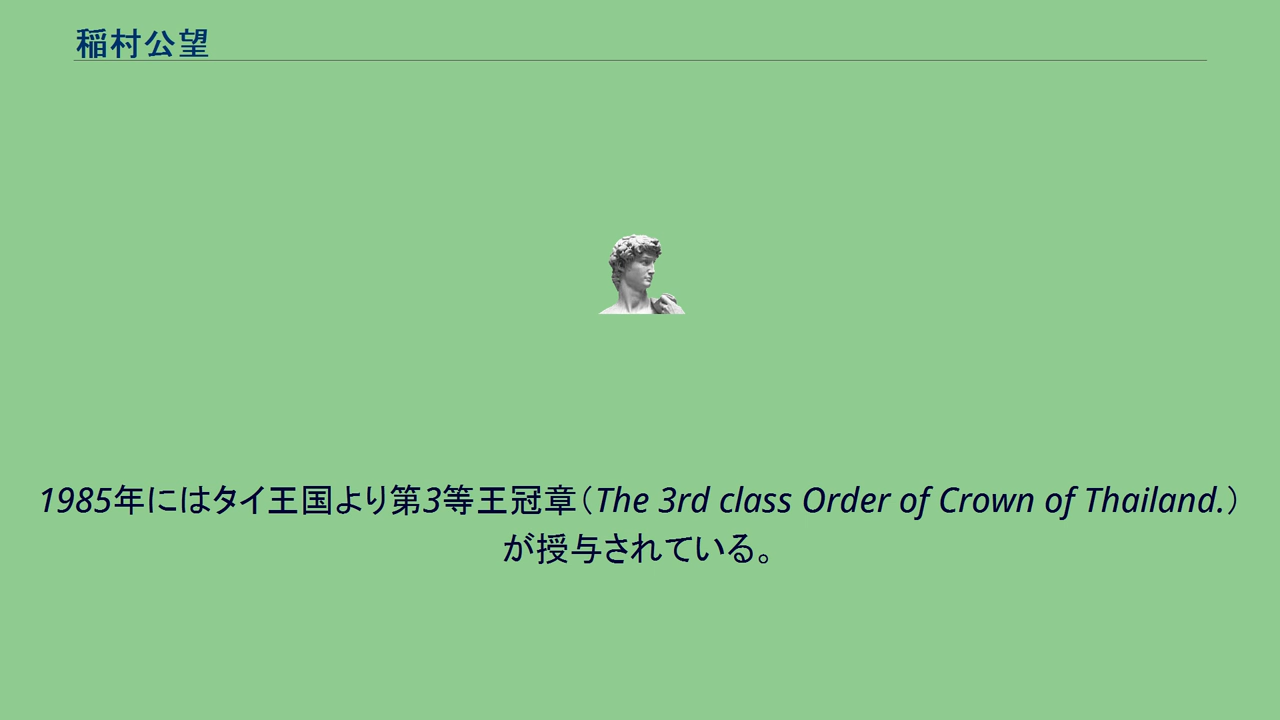 稲村公望
1985年にはタイ王国より第3等王冠章（The 3rd class Order of Crown of Thailand.）
が授与されている。